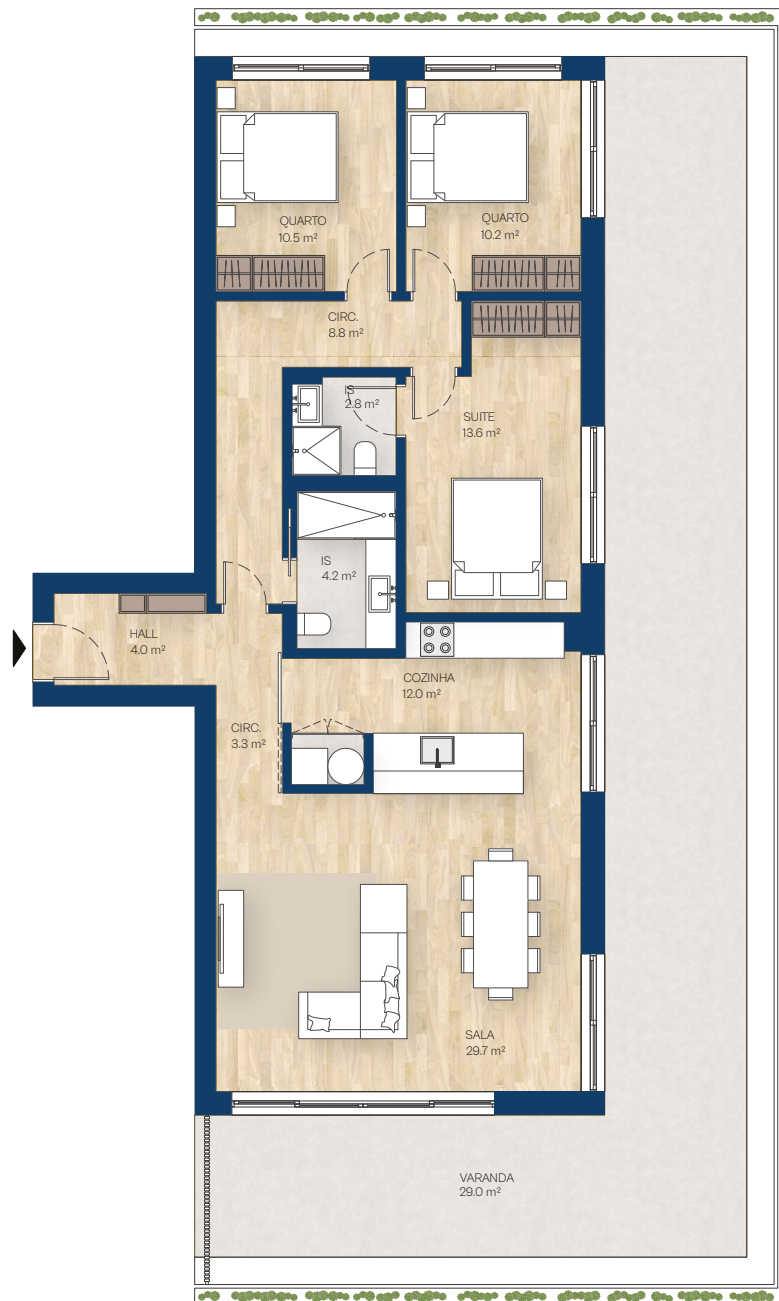 QUARTO
10.5 m²
QUARTO
10.2 m²
CIRC.
8.8 m²
IS
2.8 m²
SUITE
13.6 m²
IS
4.2 m²
HALL
4.0 m²
COZINHA
12.0 m²
CIRC.
3.3 m²
SALA
29.7 m²
VARANDA
29.0 m²